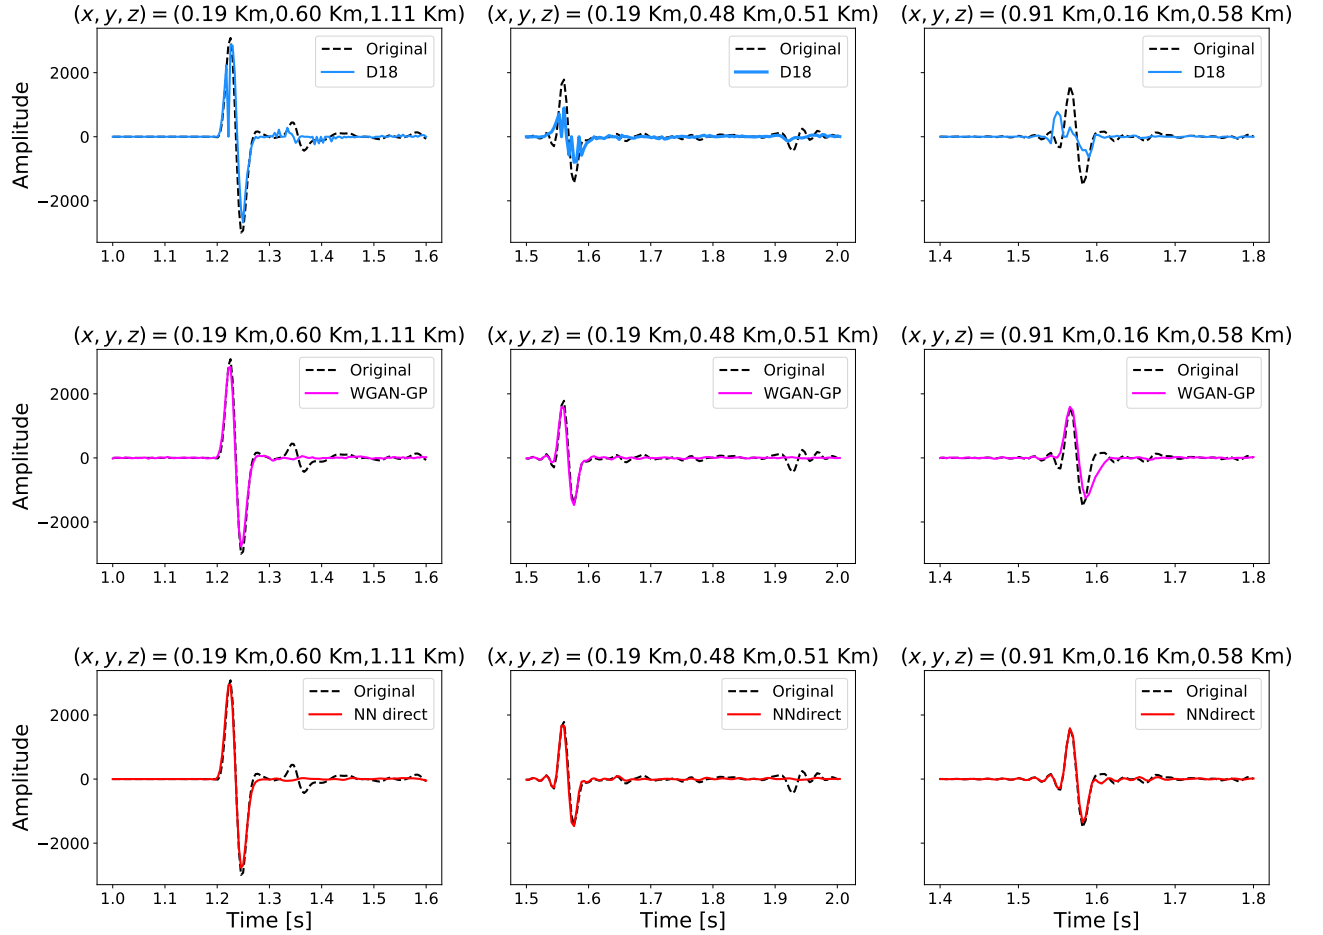 (x, y, z) = (0.19 Km,0.60 Km,1.11 Km)
(x, y, z) = (0.19 Km,0.48 Km,0.51 Km)
(x, y, z) = (0.91 Km,0.16 Km,0.58 Km)
Amplitude
2000
0
−2000
Original
D18
Original
D18
Original
D18
1.0 1.1 1.2 1.3 1.4 1.5 1.6
1.5 1.6 1.7 1.8 1.9 2.0
1.4 1.5 1.6 1.7 1.8
(x, y, z) = (0.19 Km,0.60 Km,1.11 Km)
(x, y, z) = (0.19 Km,0.48 Km,0.51 Km)
(x, y, z) = (0.91 Km,0.16 Km,0.58 Km)
Amplitude
2000
0
−2000
Original
WGAN-GP
Original
WGAN-GP
Original
WGAN-GP
1.0 1.1 1.2 1.3 1.4 1.5 1.6
1.5 1.6 1.7 1.8 1.9 2.0
1.4 1.5 1.6 1.7 1.8
(x, y, z) = (0.19 Km,0.60 Km,1.11 Km)
(x, y, z) = (0.19 Km,0.48 Km,0.51 Km)
(x, y, z) = (0.91 Km,0.16 Km,0.58 Km)
Amplitude
2000
0
−2000
Original
NN direct
Original
NNdirect
Original
NNdirect
1.0 1.1 1.2 1.3 1.4 1.5 1.6
1.5 1.6 1.7 1.8 1.9 2.0
1.4 1.5 1.6 1.7 1.8
Time [s]
Time [s]
Time [s]